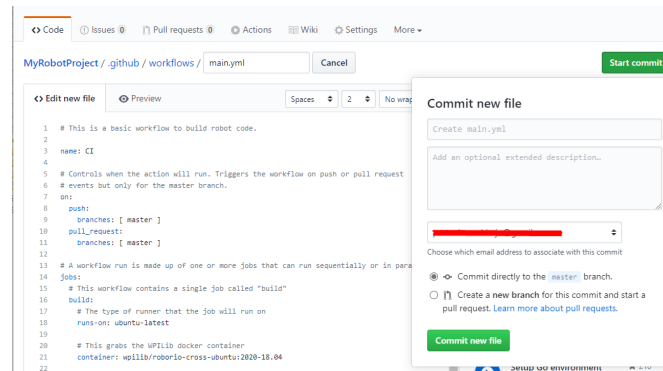 Code Issues 0 Pull requests 0 Actions Wiki Settings More
MyRobotProject / .github / workflows / main.yml Cancel
Start commit
Edit new file Preview Spaces 2 No wrap
1 # This is a basic workflow to build robot code.
2
3 name: CI
4
5 # Controls when the action will run. Triggers the workflow on push or pull request
6 # events but only for the master branch.
7 on:
8 push:
9 branches: [ master ]
10 pull_request:
11 branches: [ master ]
12
13 # A workflow run is made up of one or more jobs that can run sequentially or in para
14 jobs:
15 # This workflow contains a single job called "build"
16 build:
17 # The type of runner that the job will run on
18 runs-on: ubuntu-latest
19
20 # This grabs the WPILib docker container
21 container: wpilib/roborio-cross-ubuntu:2020-18.04
22
Commit new file
Create main.yml
Add an optional extended description…
Choose which email address to associate with this commit
Commit directly to the master branch.
Create a new branch for this commit and start a
pull request. Learn more about pull requests.
Commit new file
Setup Go environment